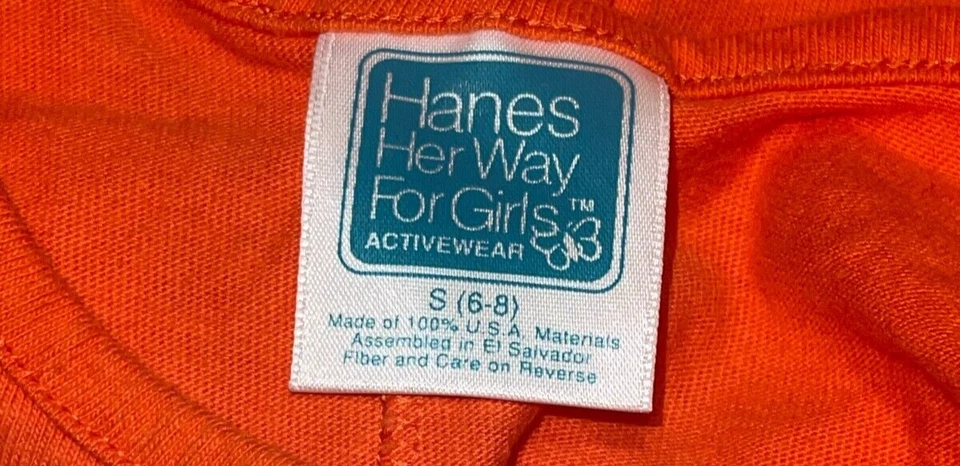 Hanes
Her Way
For Girls™
ACTIVEWEAR
S (6-8)
Made of 100% U.S.A. Materials
Assembled in El Salvador
Fiber and Care on Reverse